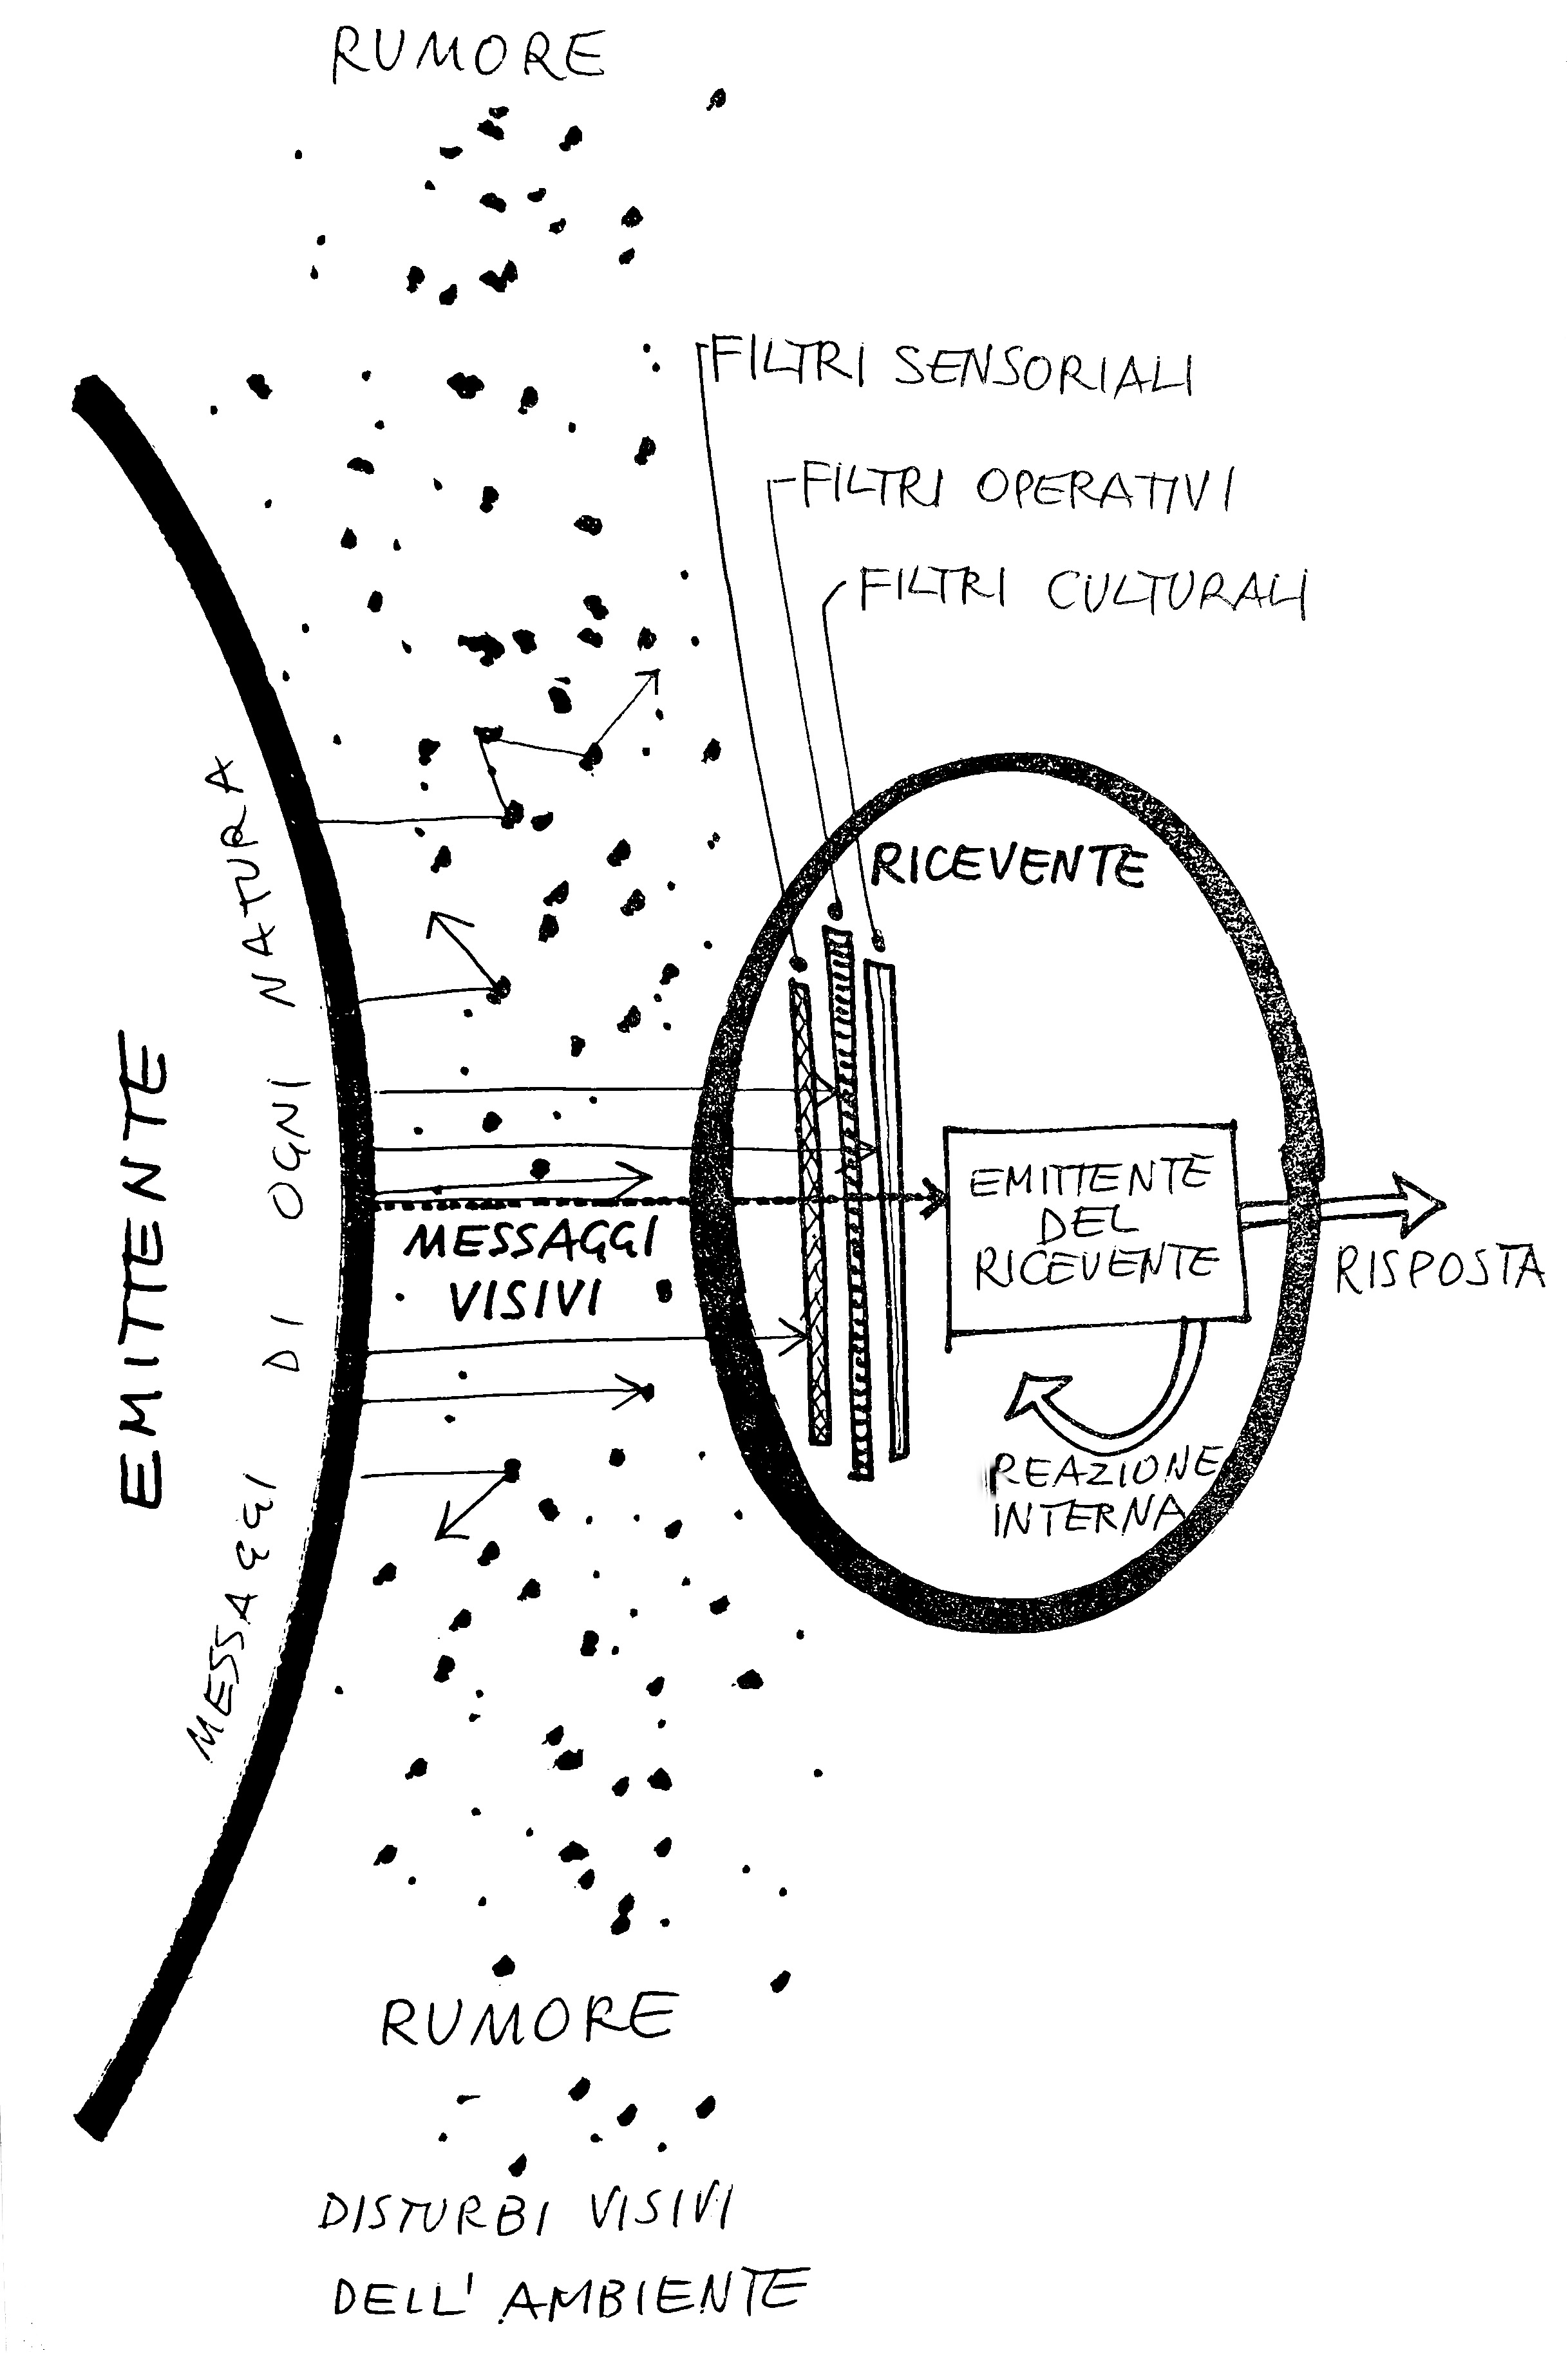 RUMORE
FILTRI SENSORIALI
FILTRI OPERATIVI
FILTRI CULTURALI
RICEVENTE
EMITTENTE
MESSAGGI DI OGNI NATURA
MESSAGGI
VISIVI
EMITTENTE
DEL
RICEVENTE
RISPOSTA
REAZIONE
INTERNA
RUMORE
DISTURBI VISIVI
DELL' AMBIENTE